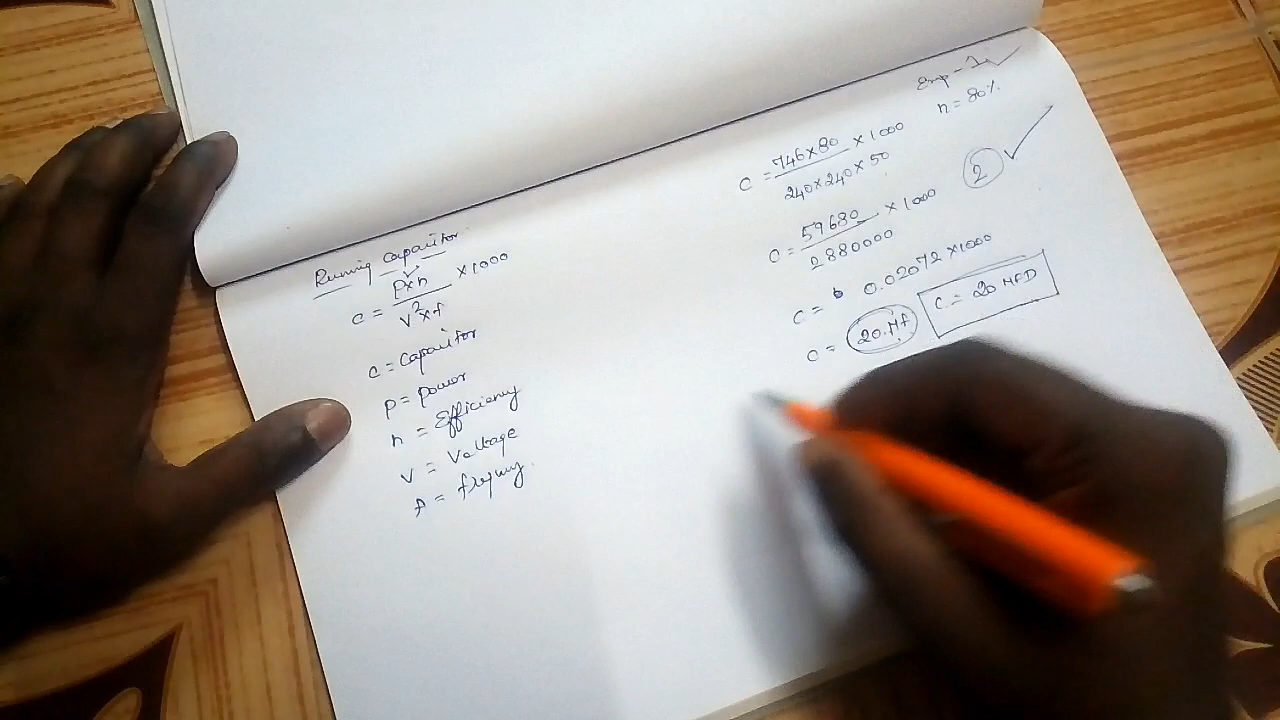 Running capacitor
C = P×n / V²×f ×1000
C = Capacitor
P = power
n = Efficiency
V = Voltage
f =
Exp - 1 ✓
n = 80%
C = 746×80 / 240×240×50 ×1000
2 ✓
C = 59680 / 2880000 ×1000
C = 0.02072 ×1000
C = 20.Mf
C = 20 MFD